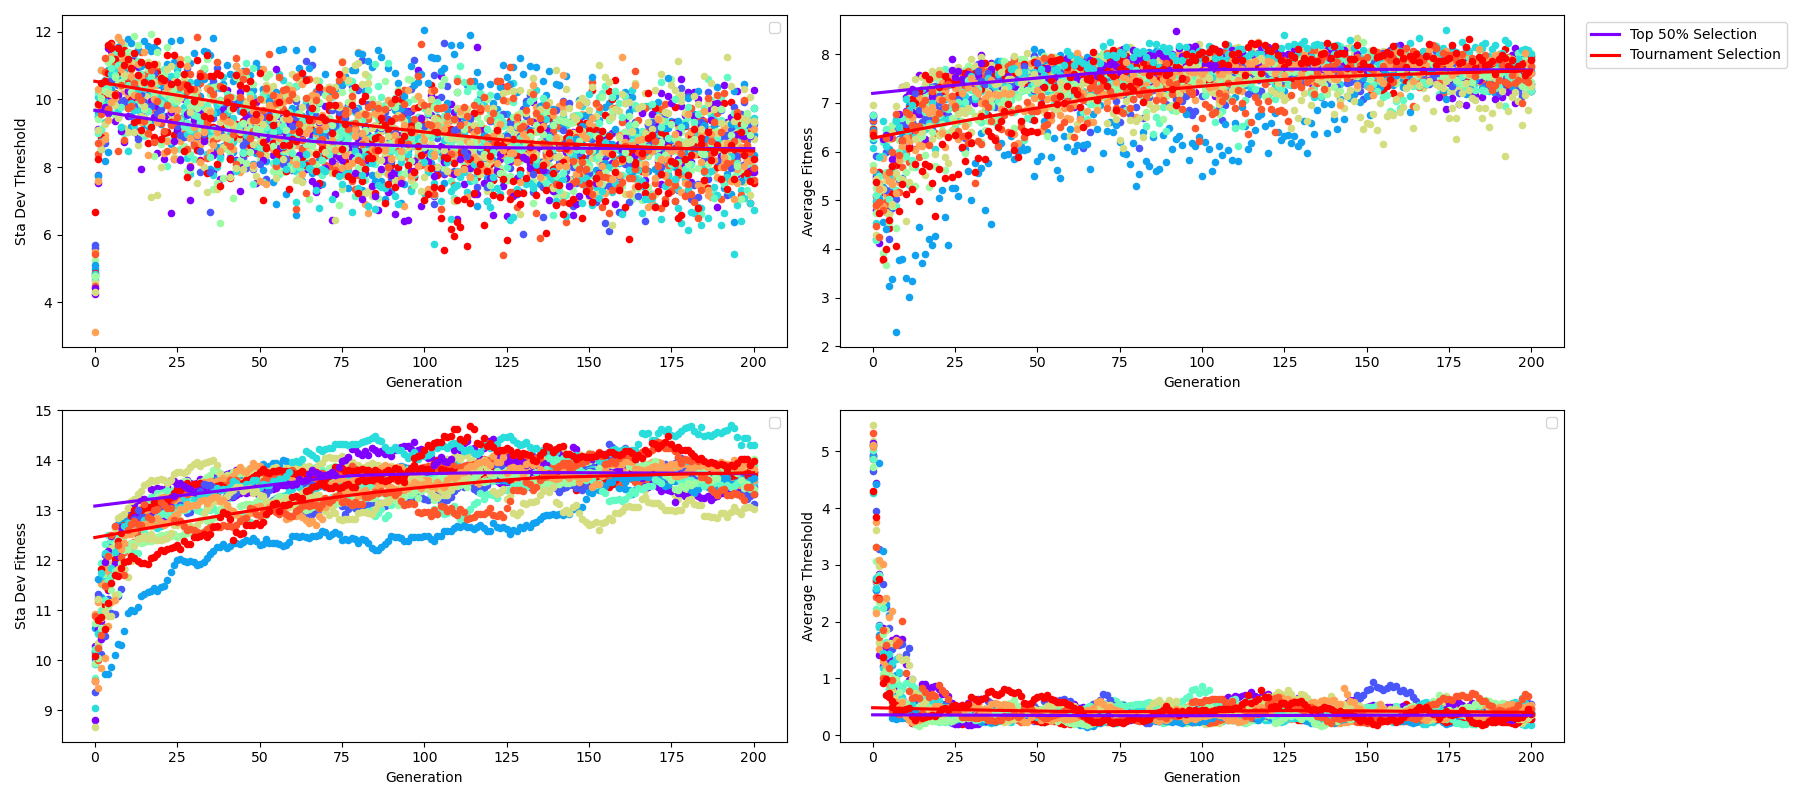 12
10
8
6
4
Sta Dev Threshold
0 25 50 75 100 125 150 175 200
Generation
8
7
6
5
4
3
2
Average Fitness
0 25 50 75 100 125 150 175 200
Generation
Top 50% Selection
Tournament Selection
15
14
13
12
11
10
9
Sta Dev Fitness
0 25 50 75 100 125 150 175 200
Generation
5
4
3
2
1
0
Average Threshold
0 25 50 75 100 125 150 175 200
Generation